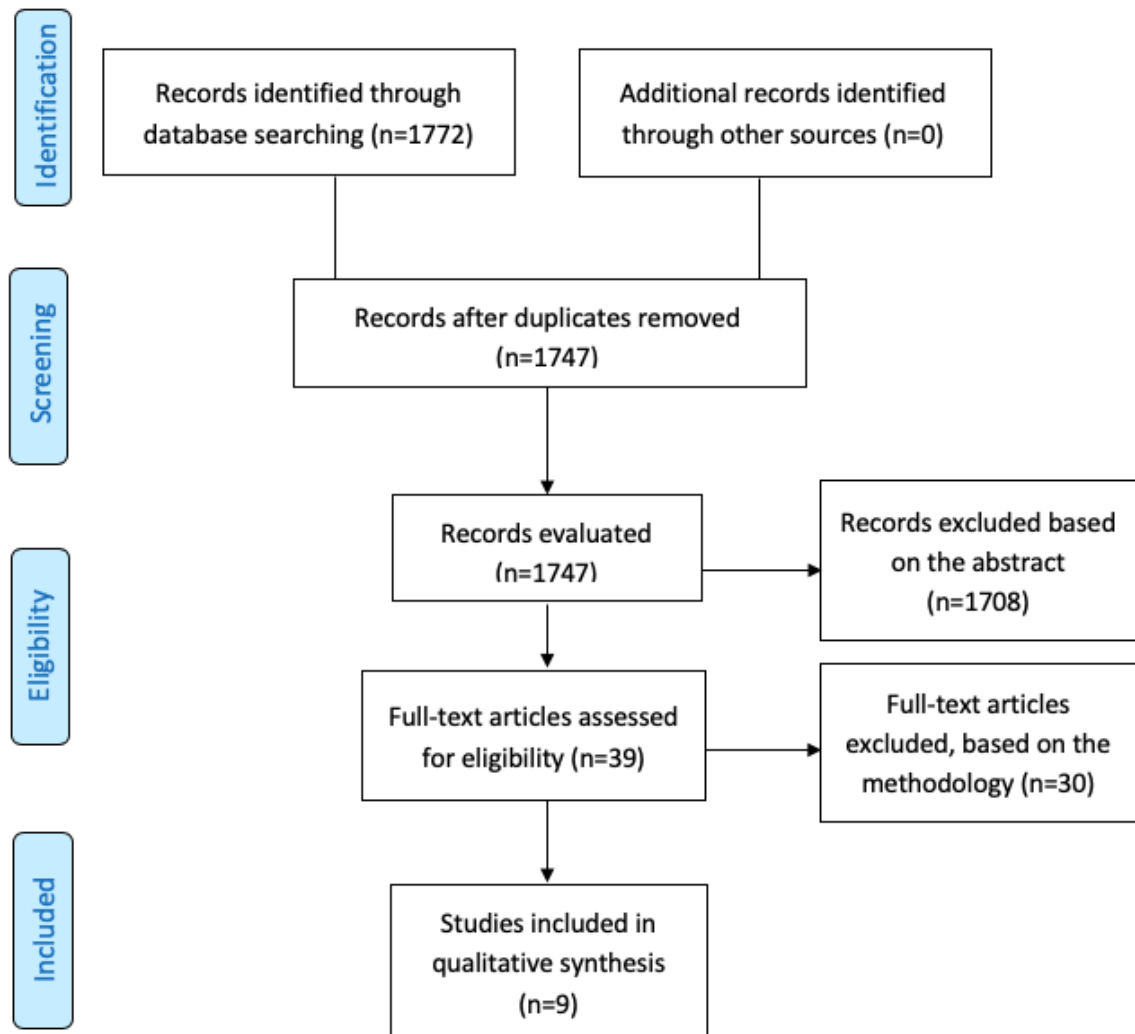 Identification
Records identified through
database searching (n=1772)
Additional records identified
through other sources (n=0)
Screening
Records after duplicates removed
(n=1747)
Eligibility
Records evaluated
(n=1747)
Records excluded based
on the abstract
(n=1708)
Full-text articles assessed
for eligibility (n=39)
Full-text articles
excluded, based on the
methodology (n=30)
Included
Studies included in
qualitative synthesis
(n=9)